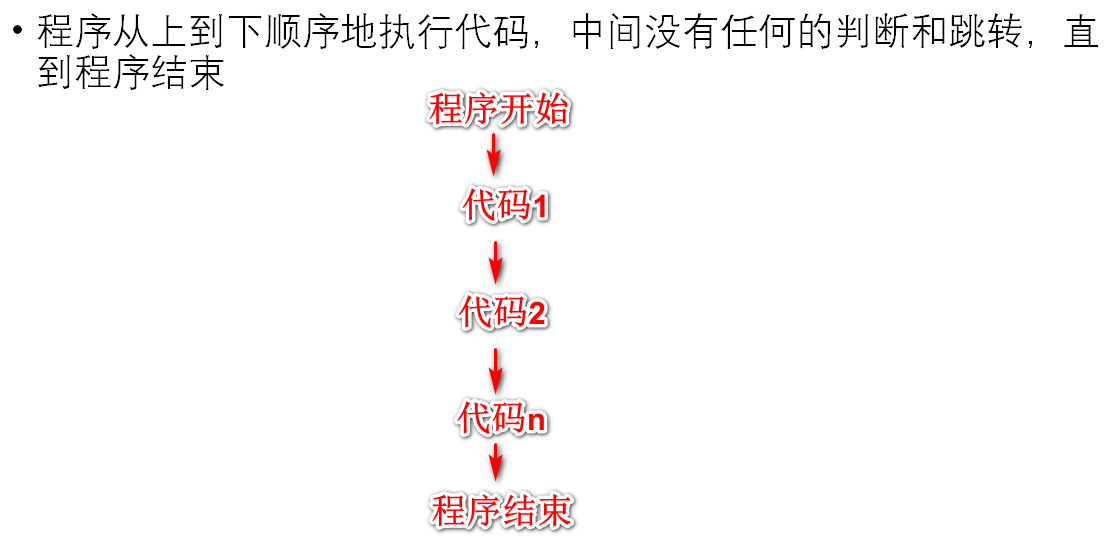 • 程序从上到下顺序地执行代码，中间没有任何的判断和跳转，直
到程序结束
程序开始
代码1
代码2
代码n
程序结束